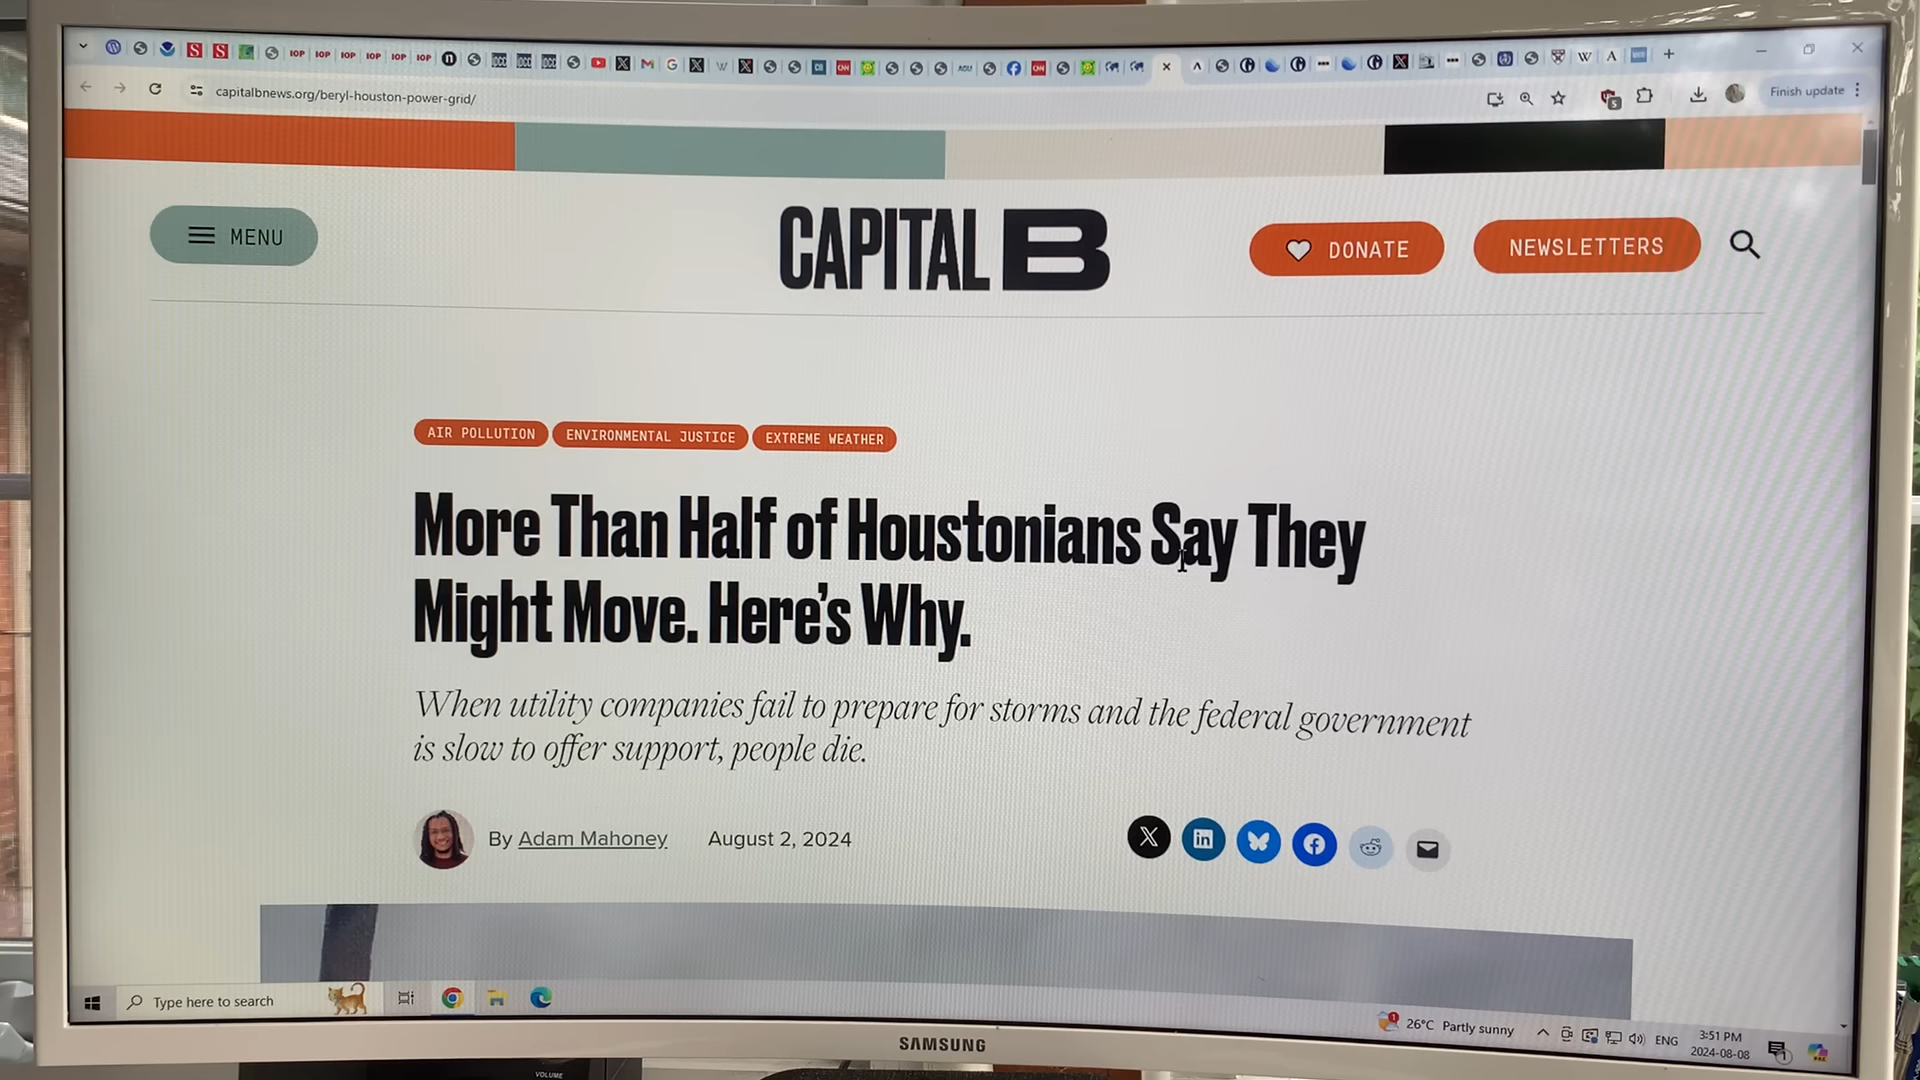 capitalbnews.org/beryl-houston-power-grid/
Finish update
MENU
CAPITAL B
DONATE
NEWSLETTERS
AIR POLLUTION
ENVIRONMENTAL JUSTICE
EXTREME WEATHER
More Than Half of Houstonians Say They
Might Move. Here's Why.
When utility companies fail to prepare for storms and the federal government
is slow to offer support, people die.
By Adam Mahoney
August 2, 2024
Type here to search
26°C Partly sunny
ENG
3:51 PM
2024-08-08
SAMSUNG
VOLUME